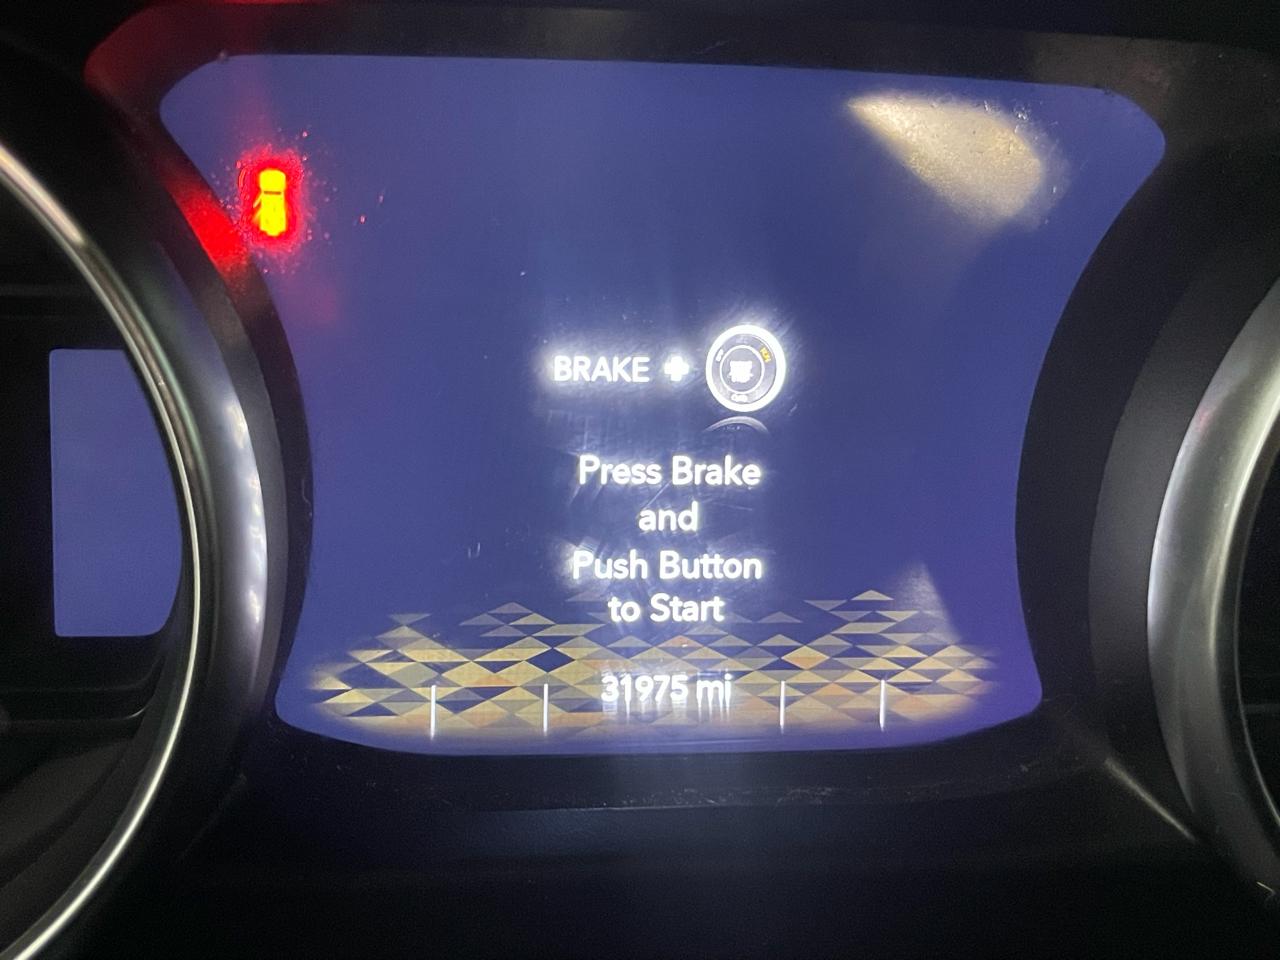 BRAKE +
Press Brake
and
Push Button
to Start
31975 mi